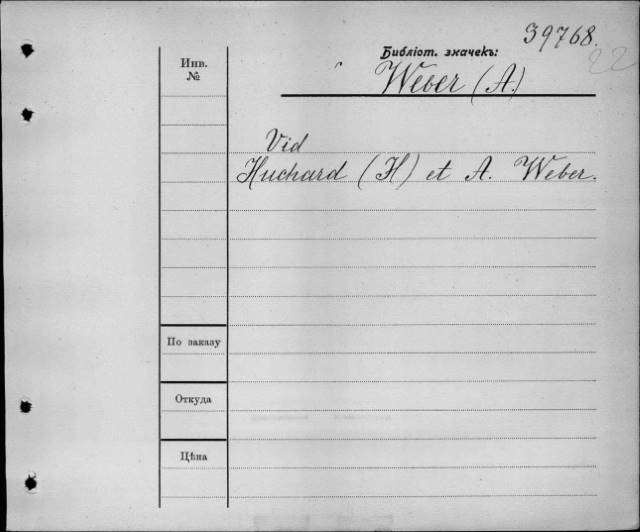 39768.
Библіот. значекъ:
22
Инв.
№
Weber (A.)
Vid
Huchard (H) et A. Weber.
По заказу
Откуда
Цѣна